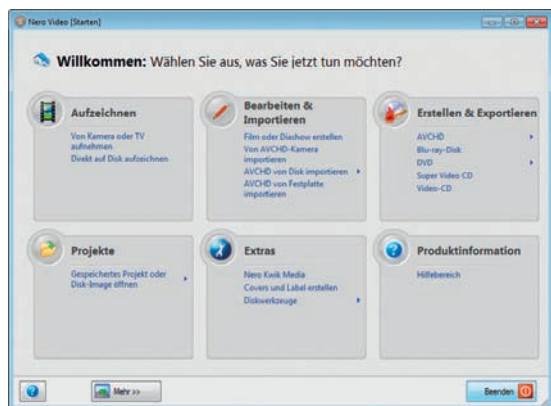 Nero Video [Starten]
Willkommen: Wählen Sie aus, was Sie jetzt tun möchten?
Aufzeichnen
Von Kamera oder TV
aufnehmen
Direkt auf Disk aufzeichnen
Bearbeiten &
Importieren
Film oder Diashow erstellen
Von AVCHD-Kamera
importieren
AVCHD von Disk importieren
AVCHD von Festplatte
importieren
Erstellen & Exportieren
AVCHD
Blu-ray-Disk
DVD
Super Video CD
Video-CD
Projekte
Gespeichertes Projekt oder
Disk-Image öffnen
Extras
Nero Kwik Media
Covers und Label erstellen
Diskwerkzeuge
Produktinformation
Hilfebereich
Mehr >>
Beenden